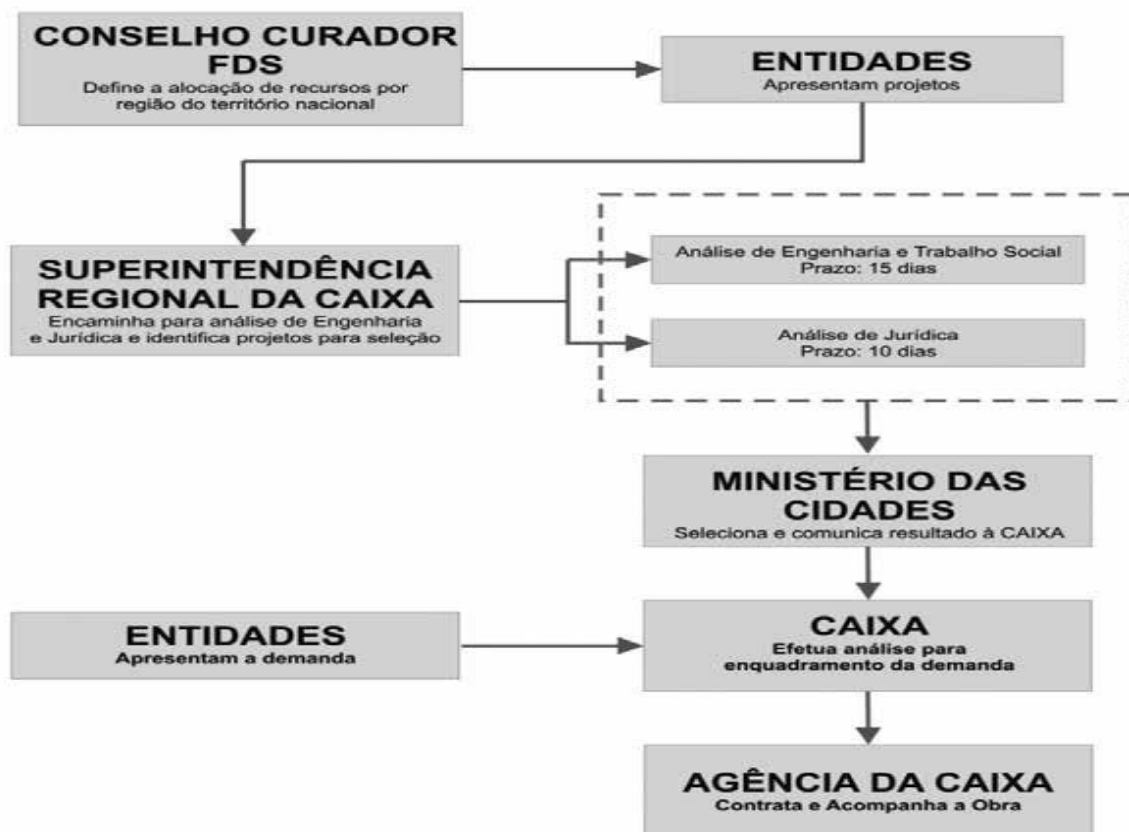 CONSELHO CURADOR
FDS
Define a alocação de recursos por
região do território nacional
ENTIDADES
Apresentam projetos
SUPERINTENDÊNCIA
REGIONAL DA CAIXA
Encaminha para análise de Engenharia
e Jurídica e identifica projetos para seleção
Análise de Engenharia e Trabalho Social
Prazo: 15 dias
Análise de Jurídica
Prazo: 10 dias
MINISTÉRIO DAS
CIDADES
Seleciona e comunica resultado à CAIXA
ENTIDADES
Apresentam a demanda
CAIXA
Efetua análise para
enquadramento da demanda
AGÊNCIA DA CAIXA
Contrata e Acompanha a Obra